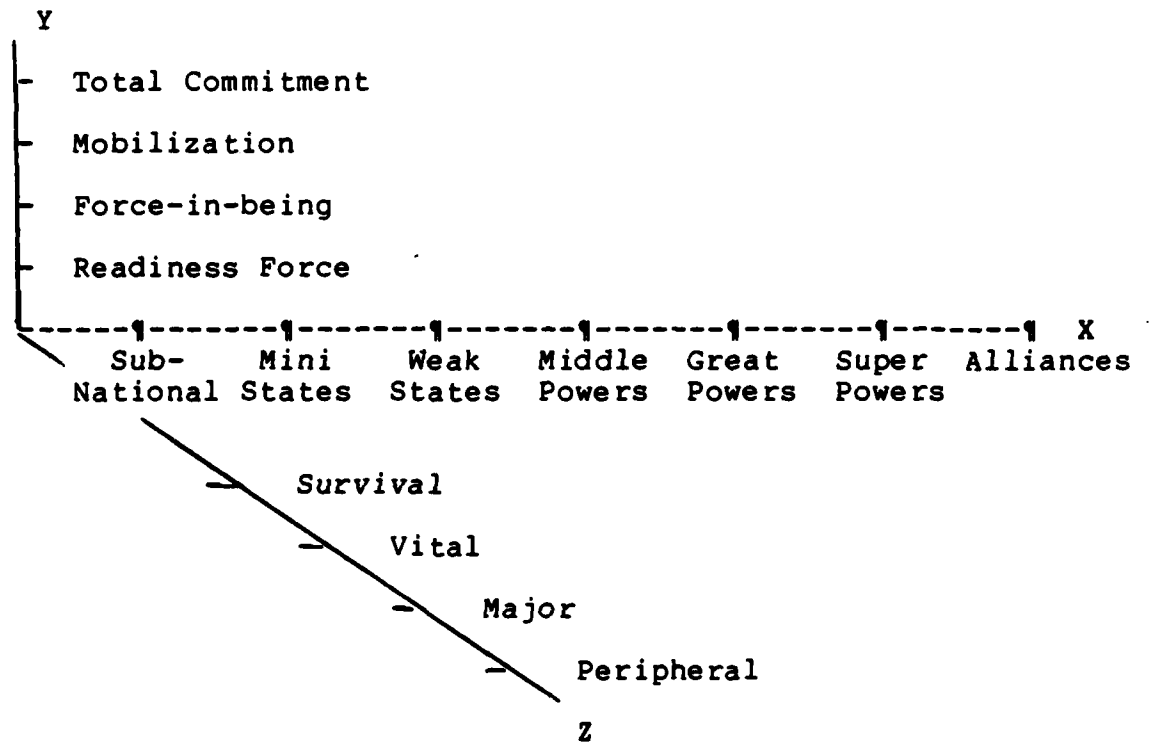 Y
Total Commitment
Mobilization
Force-in-being
Readiness Force
X
Sub- Mini Weak Middle Great Super Alliances
National States States Powers Powers Powers
Survival
Vital
Major
Peripheral
Z